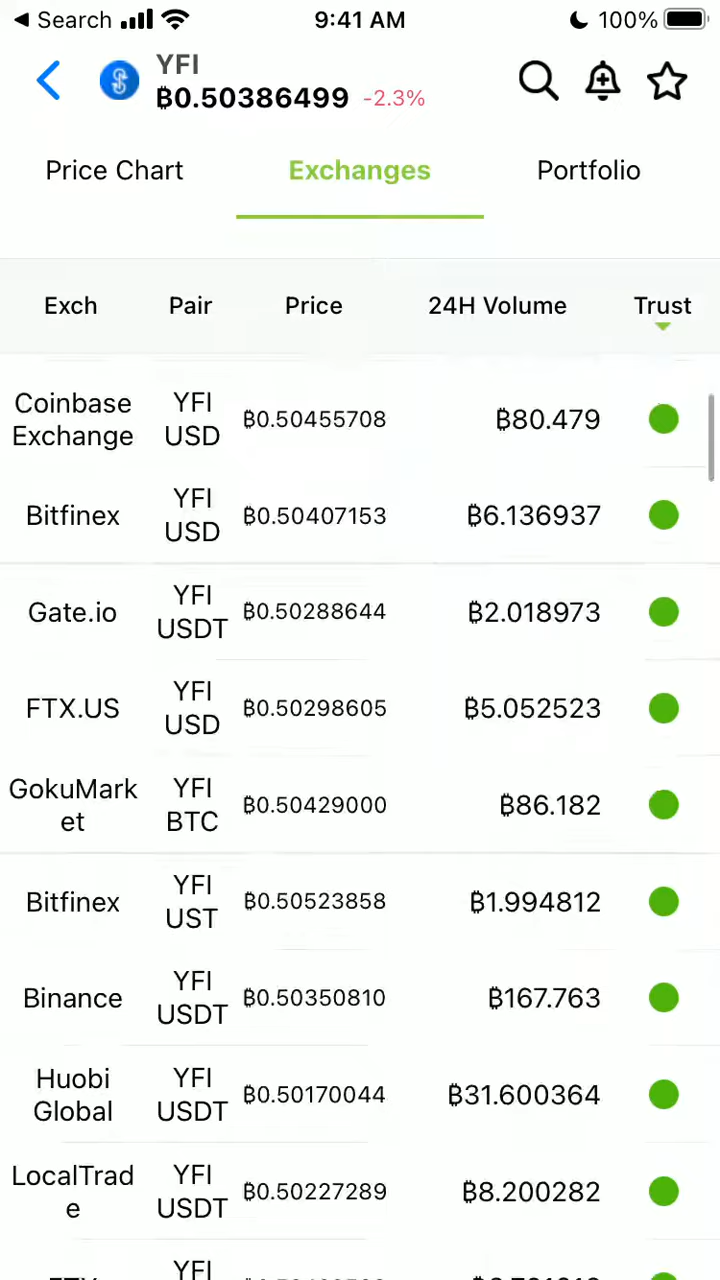 ◀ Search 9:41 AM 100%
YFI
₿0.50386499 -2.3%
Price Chart Exchanges Portfolio
Exch Pair Price 24H Volume Trust
Coinbase Exchange YFI USD ₿0.50455708 ₿80.479
Bitfinex YFI USD ₿0.50407153 ₿6.136937
Gate.io YFI USDT ₿0.50288644 ₿2.018973
FTX.US YFI USD ₿0.50298605 ₿5.052523
GokuMarket YFI BTC ₿0.50429000 ₿86.182
Bitfinex YFI UST ₿0.50523858 ₿1.994812
Binance YFI USDT ₿0.50350810 ₿167.763
Huobi Global YFI USDT ₿0.50170044 ₿31.600364
LocalTrade YFI USDT ₿0.50227289 ₿8.200282
YFI